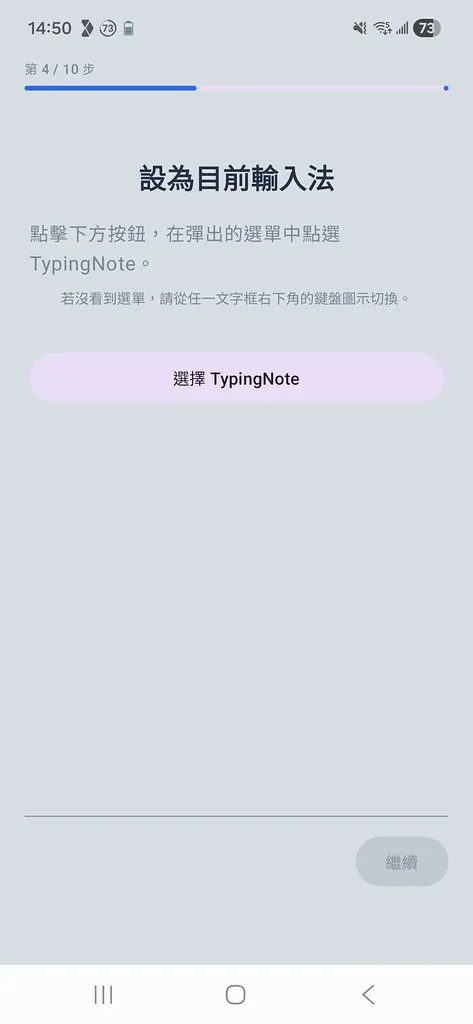 14:50
73
73
第 4 / 10 步
設為目前輸入法
點擊下方按鈕，在彈出的選單中點選
TypingNote。
若沒看到選單，請從任一文字框右下角的鍵盤圖示切換。
選擇 TypingNote
繼續